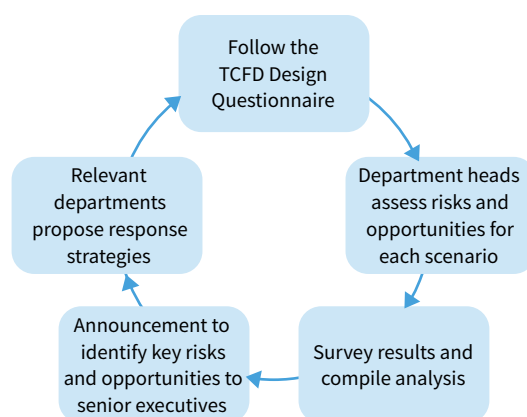 Follow the
TCFD Design
Questionnaire
Department heads
assess risks and
opportunities for
each scenario
Survey results and
compile analysis
Announcement to
identify key risks
and opportunities to
senior executives
Relevant
departments
propose response
strategies